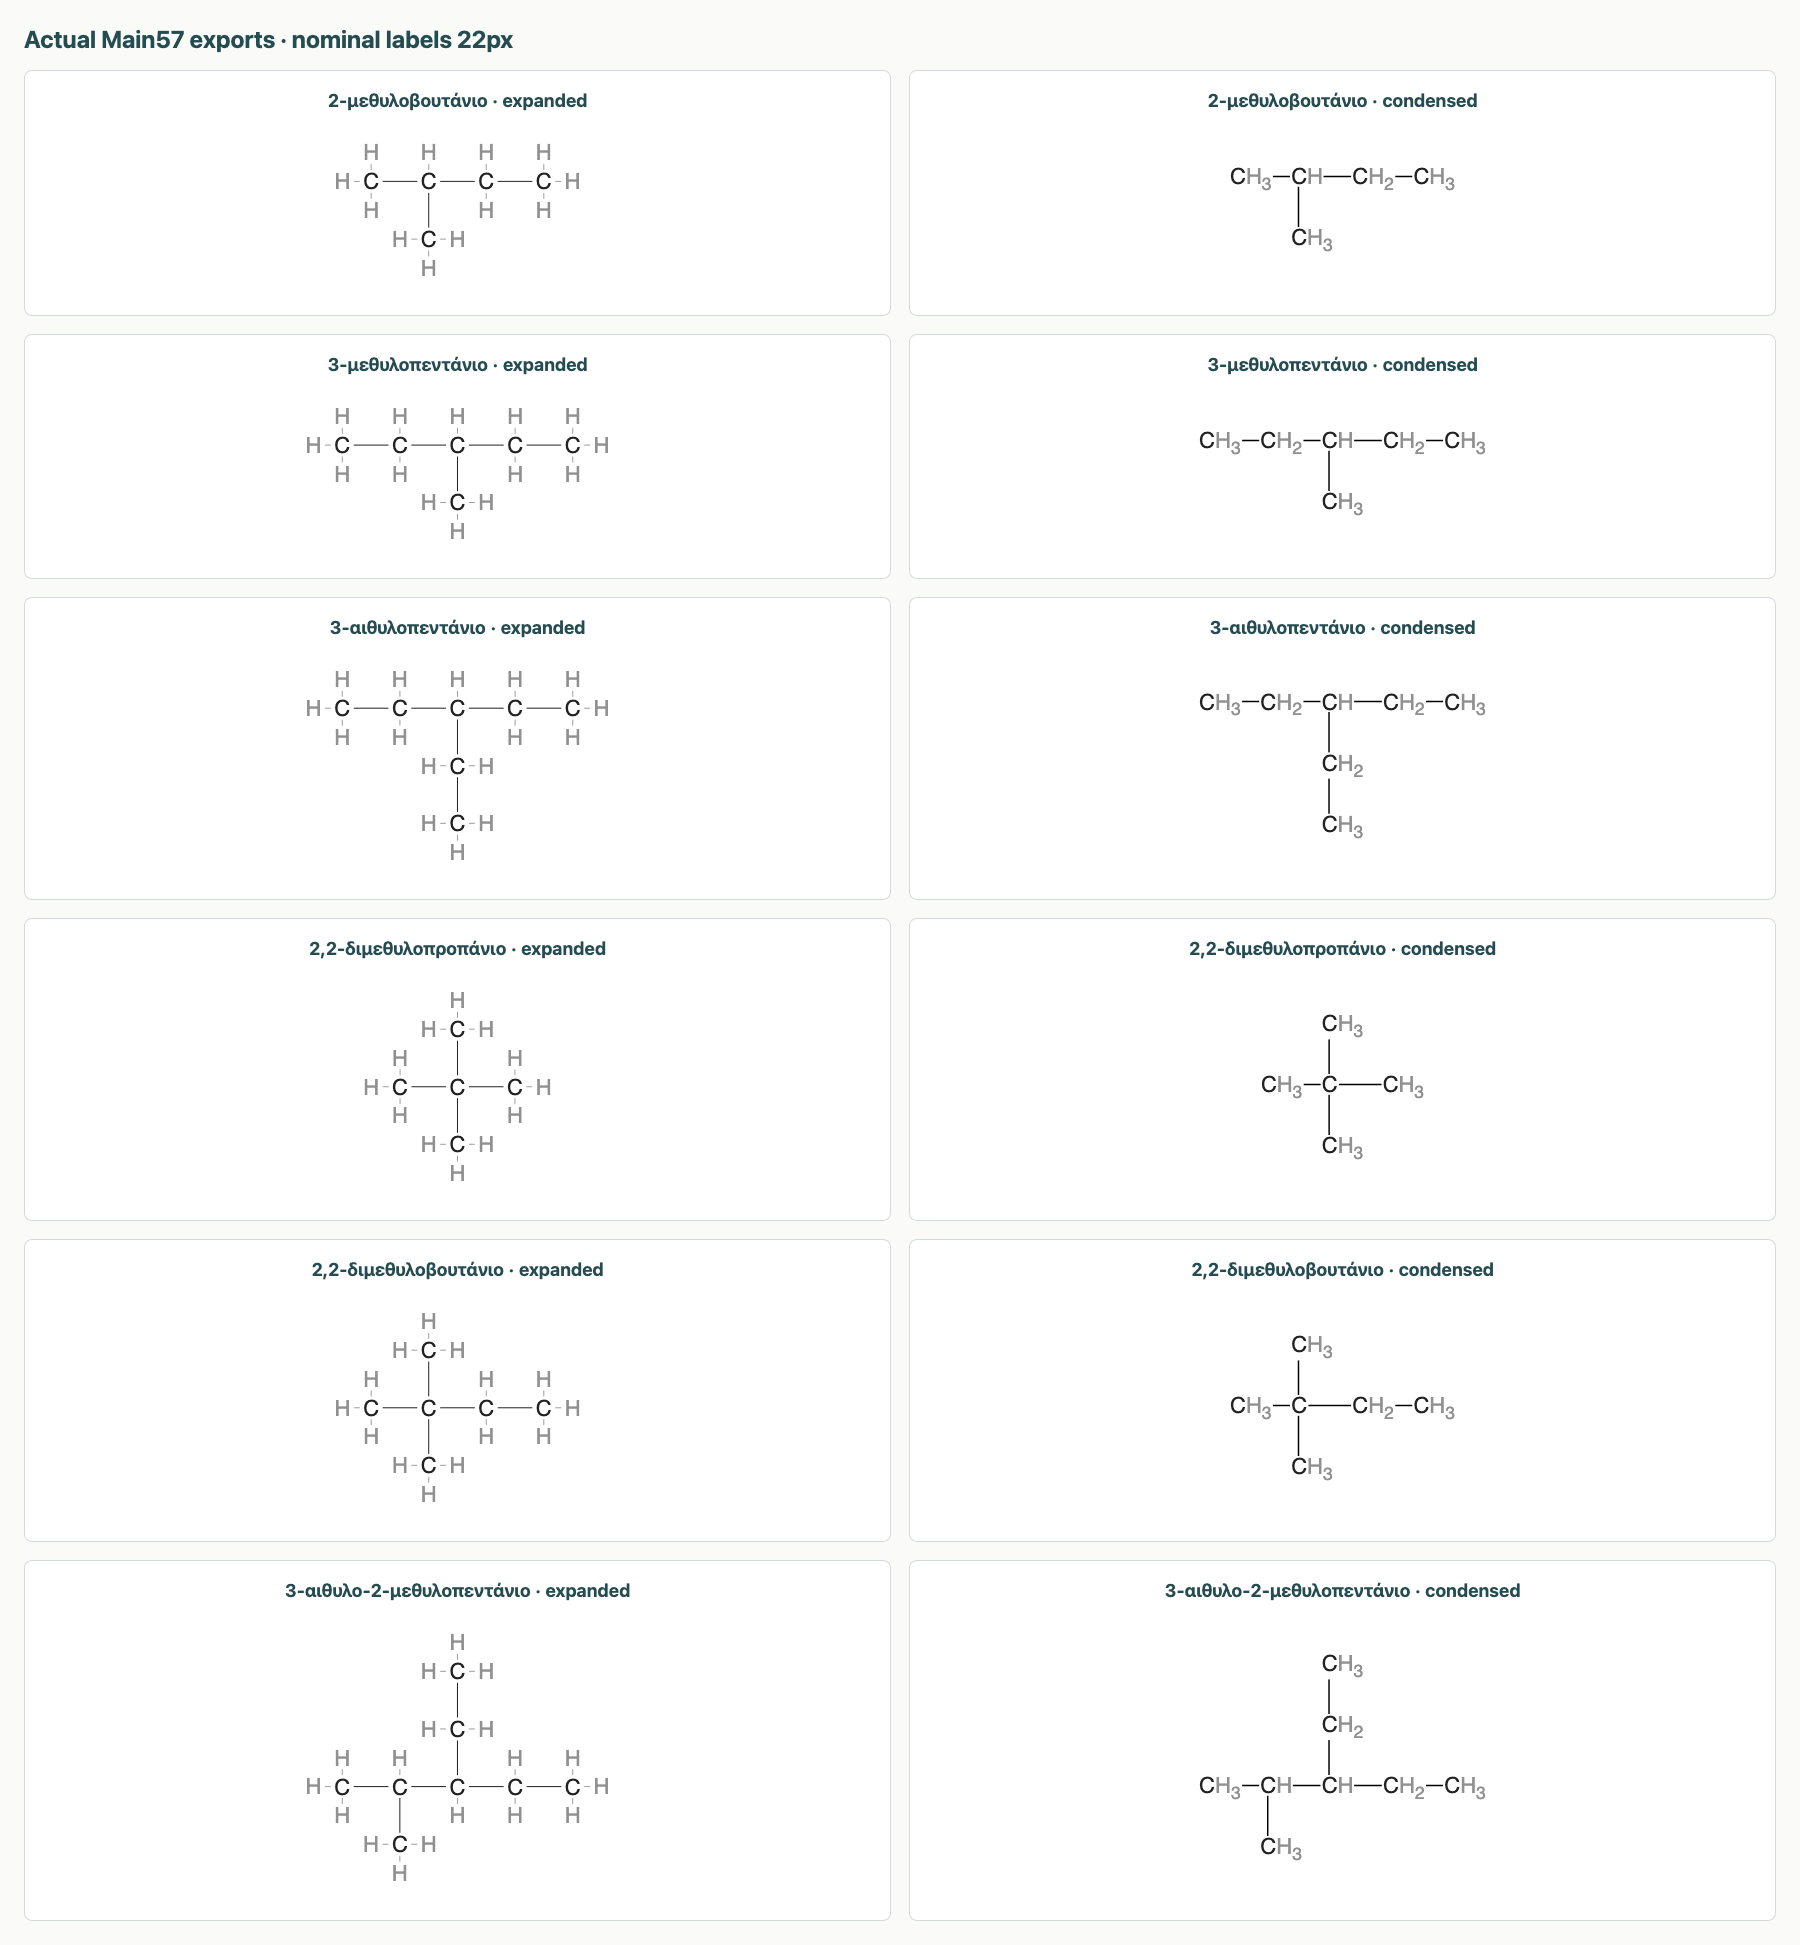 Actual Main57 exports · nominal labels 22px
2-μεθυλοβουτάνιο · expanded
H H H H
H C C C C H
H H H
H C H
H
2-μεθυλοβουτάνιο · condensed
CH3 CH CH2 CH3
CH3
3-μεθυλοπεντάνιο · expanded
H H H H H
H C C C C C H
H H H H
H C H
H
3-μεθυλοπεντάνιο · condensed
CH3 CH2 CH CH2 CH3
CH3
3-αιθυλοπεντάνιο · expanded
H H H H H
H C C C C C H
H H H H
H C H
H C H
H
3-αιθυλοπεντάνιο · condensed
CH3 CH2 CH CH2 CH3
CH2
CH3
2,2-διμεθυλοπροπάνιο · expanded
H
H C H
H H
H C C C H
H H
H C H
H
2,2-διμεθυλοπροπάνιο · condensed
CH3
CH3 C CH3
CH3
2,2-διμεθυλοβουτάνιο · expanded
H
H C H
H H H
H C C C C H
H H H
H C H
H
2,2-διμεθυλοβουτάνιο · condensed
CH3
CH3 C CH2 CH3
CH3
3-αιθυλο-2-μεθυλοπεντάνιο · expanded
H
H C H
H C H
H H H H
H C C C C C H
H H H H
H C H
H
3-αιθυλο-2-μεθυλοπεντάνιο · condensed
CH3
CH2
CH3 CH CH CH2 CH3
CH3